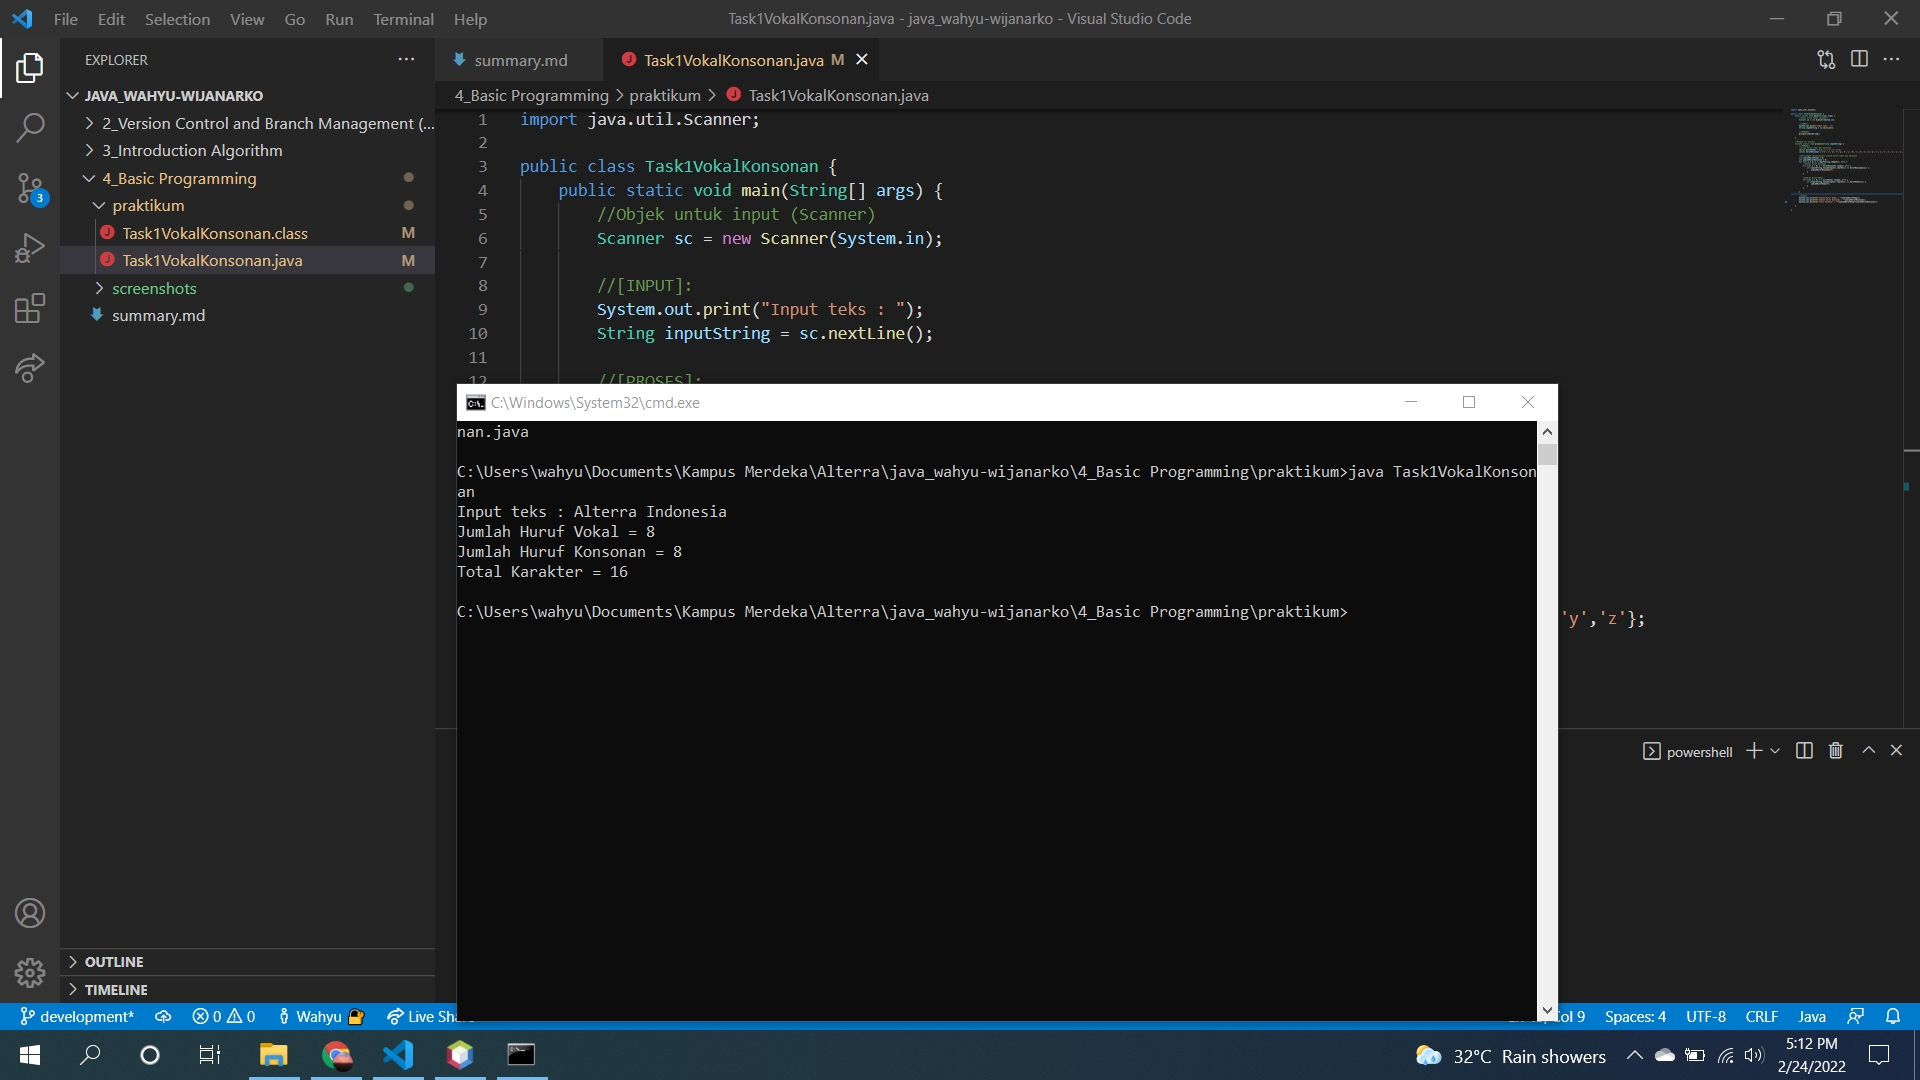 File Edit Selection View Go Run Terminal Help
Task1VokalKonsonan.java - java_wahyu-wijanarko - Visual Studio Code
EXPLORER
JAVA_WAHYU-WIJANARKO
2_Version Control and Branch Management (...
3_Introduction Algorithm
4_Basic Programming
praktikum
Task1VokalKonsonan.class M
Task1VokalKonsonan.java M
screenshots
summary.md
3
OUTLINE
TIMELINE
summary.md
Task1VokalKonsonan.java M
4_Basic Programming > praktikum > Task1VokalKonsonan.java
1 import java.util.Scanner;
2
3 public class Task1VokalKonsonan {
4 public static void main(String[] args) {
5 //Objek untuk input (Scanner)
6 Scanner sc = new Scanner(System.in);
7
8 //[INPUT]:
9 System.out.print("Input teks : ");
10 String inputString = sc.nextLine();
11
12 //[PROSES]:
'y','z'};
C:\Windows\System32\cmd.exe
nan.java
C:\Users\wahyu\Documents\Kampus Merdeka\Alterra\java_wahyu-wijanarko\4_Basic Programming\praktikum>java Task1VokalKonson
an
Input teks : Alterra Indonesia
Jumlah Huruf Vokal = 8
Jumlah Huruf Konsonan = 8
Total Karakter = 16
C:\Users\wahyu\Documents\Kampus Merdeka\Alterra\java_wahyu-wijanarko\4_Basic Programming\praktikum>
powershell
development* 0 0 Wahyu Live Share
Col 9 Spaces: 4 UTF-8 CRLF Java
32°C Rain showers
5:12 PM
2/24/2022